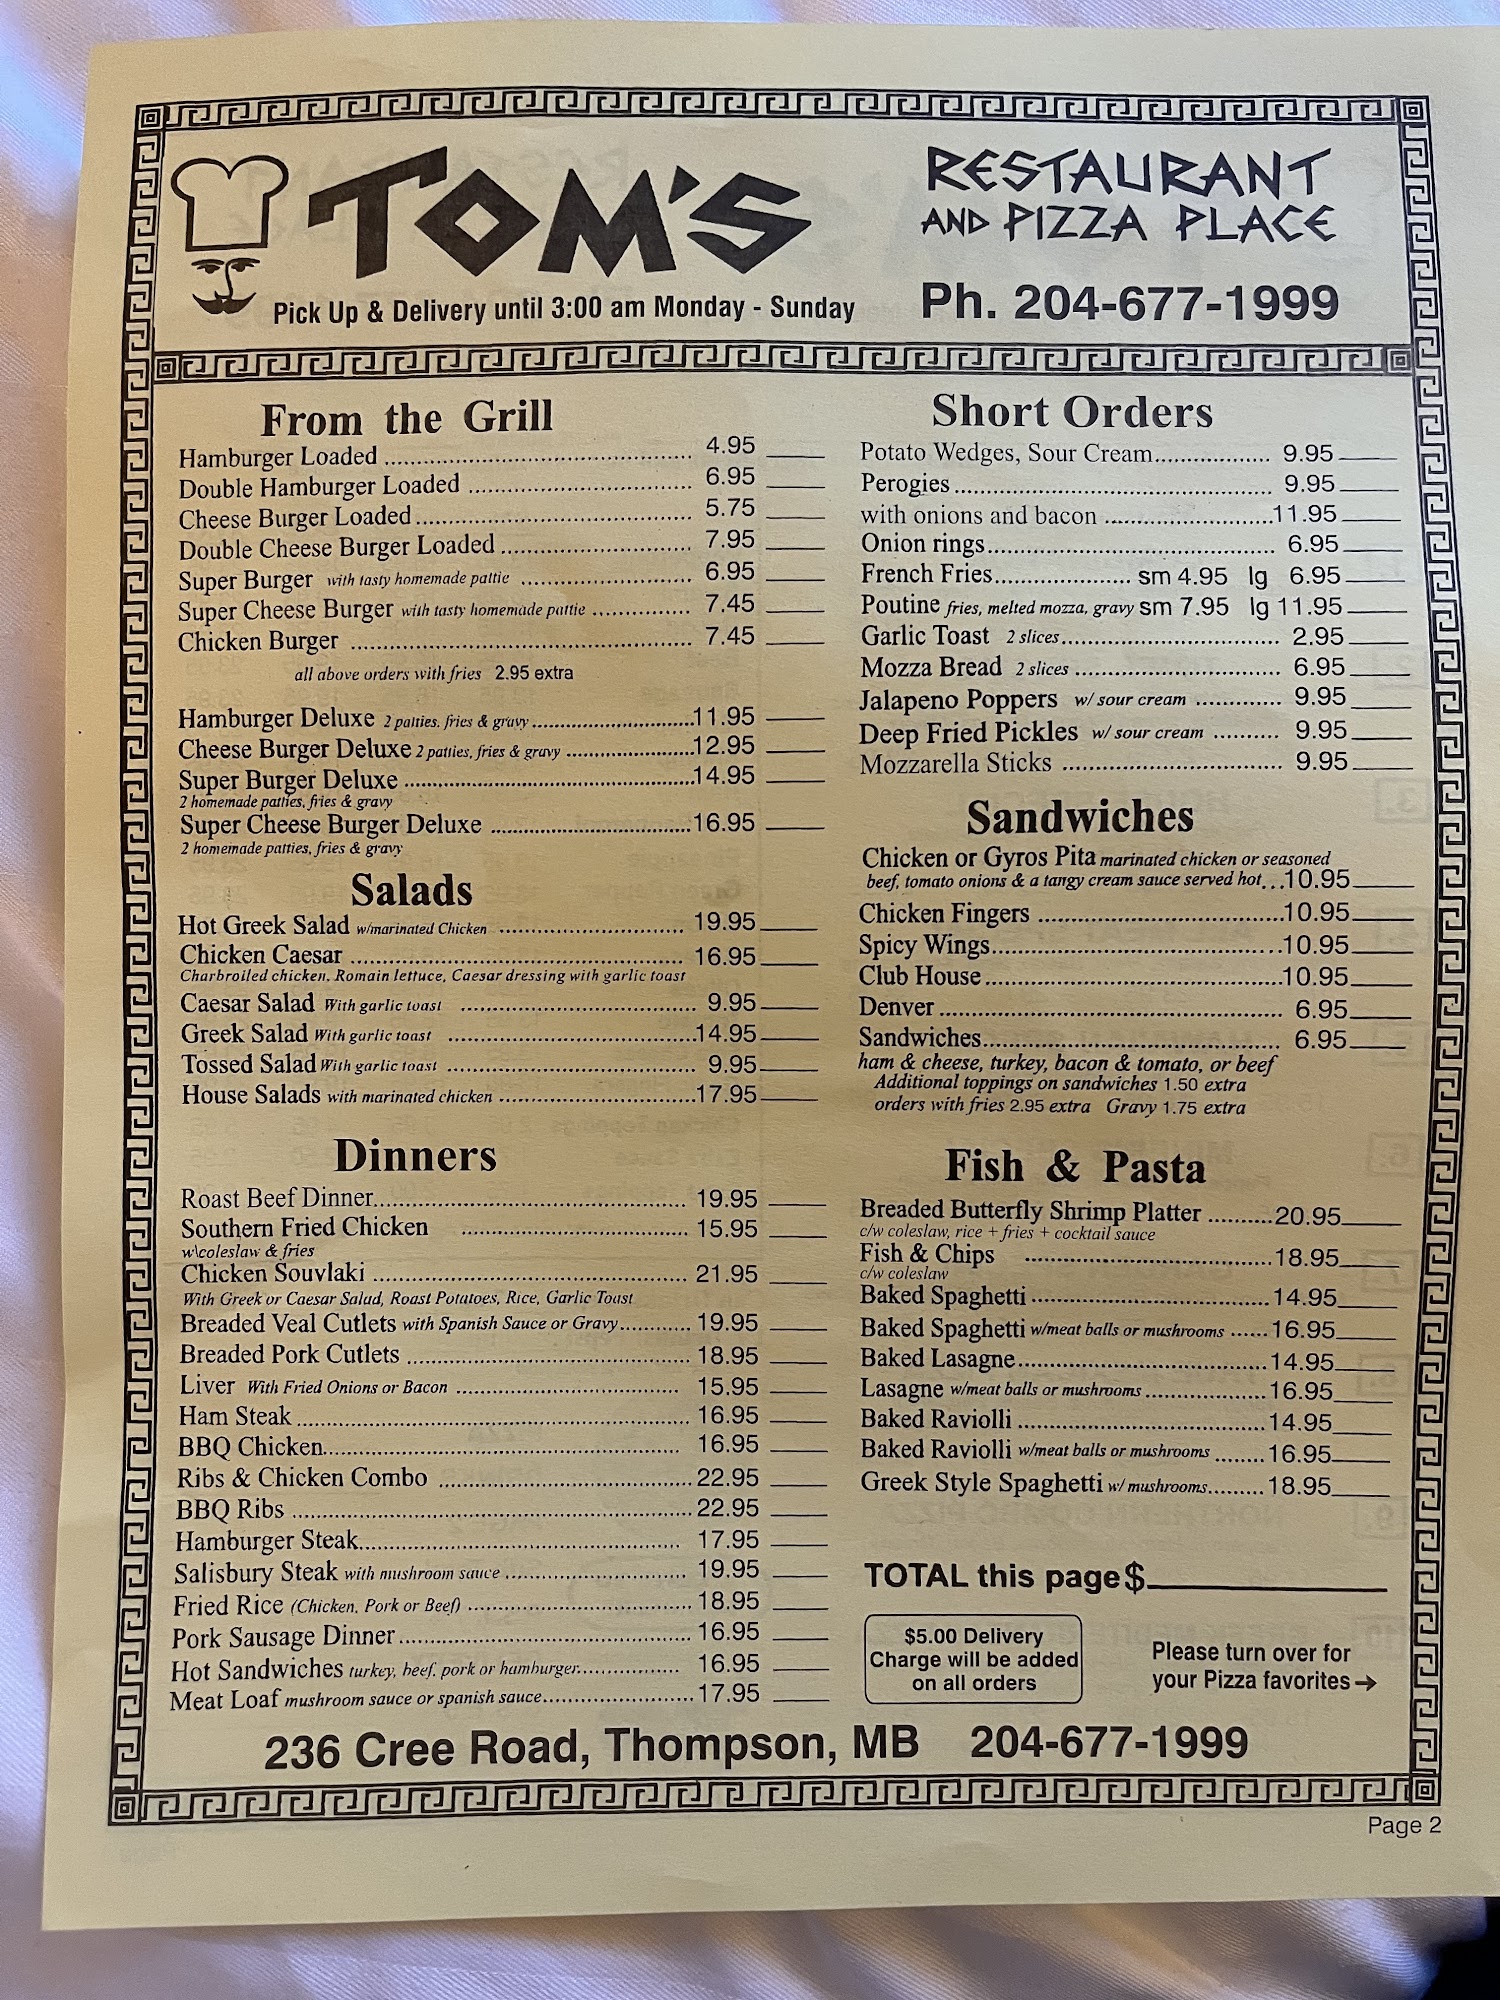 TOM'S
RESTAURANT
AND PIZZA PLACE
Pick Up & Delivery until 3:00 am Monday - Sunday
Ph. 204-677-1999
From the Grill
Hamburger Loaded 4.95
Double Hamburger Loaded 6.95
Cheese Burger Loaded 5.75
Double Cheese Burger Loaded 7.95
Super Burger with tasty homemade pattie 6.95
Super Cheese Burger with tasty homemade pattie 7.45
Chicken Burger 7.45
all above orders with fries 2.95 extra
Hamburger Deluxe 2 patties, fries & gravy 11.95
Cheese Burger Deluxe 2 patties, fries & gravy 12.95
Super Burger Deluxe 14.95
2 homemade patties, fries & gravy
Super Cheese Burger Deluxe 16.95
2 homemade patties, fries & gravy
Salads
Hot Greek Salad w/marinated Chicken 19.95
Chicken Caesar 16.95
Charbroiled chicken, Romain lettuce, Caesar dressing with garlic toast
Caesar Salad With garlic toast 9.95
Greek Salad With garlic toast 14.95
Tossed Salad With garlic toast 9.95
House Salads with marinated chicken 17.95
Dinners
Roast Beef Dinner 19.95
Southern Fried Chicken 15.95
w\coleslaw & fries
Chicken Souvlaki 21.95
With Greek or Caesar Salad, Roast Potatoes, Rice, Garlic Toast
Breaded Veal Cutlets with Spanish Sauce or Gravy 19.95
Breaded Pork Cutlets 18.95
Liver With Fried Onions or Bacon 15.95
Ham Steak 16.95
BBQ Chicken 16.95
Ribs & Chicken Combo 22.95
BBQ Ribs 22.95
Hamburger Steak 17.95
Salisbury Steak with mushroom sauce 19.95
Fried Rice (Chicken, Pork or Beef) 18.95
Pork Sausage Dinner 16.95
Hot Sandwiches turkey, beef, pork or hamburger 16.95
Meat Loaf mushroom sauce or spanish sauce 17.95
Short Orders
Potato Wedges, Sour Cream 9.95
Perogies 9.95
with onions and bacon 11.95
Onion rings 6.95
French Fries sm 4.95 lg 6.95
Poutine fries, melted mozza, gravy sm 7.95 lg 11.95
Garlic Toast 2 slices 2.95
Mozza Bread 2 slices 6.95
Jalapeno Poppers w/ sour cream 9.95
Deep Fried Pickles w/ sour cream 9.95
Mozzarella Sticks 9.95
Sandwiches
Chicken or Gyros Pita marinated chicken or seasoned
beef, tomato onions & a tangy cream sauce served hot 10.95
Chicken Fingers 10.95
Spicy Wings 10.95
Club House 10.95
Denver 6.95
Sandwiches 6.95
ham & cheese, turkey, bacon & tomato, or beef
Additional toppings on sandwiches 1.50 extra
orders with fries 2.95 extra Gravy 1.75 extra
Fish & Pasta
Breaded Butterfly Shrimp Platter 20.95
c/w coleslaw, rice + fries + cocktail sauce
Fish & Chips 18.95
c/w coleslaw
Baked Spaghetti 14.95
Baked Spaghetti w/meat balls or mushrooms 16.95
Baked Lasagne 14.95
Lasagne w/meat balls or mushrooms 16.95
Baked Raviolli 14.95
Baked Raviolli w/meat balls or mushrooms 16.95
Greek Style Spaghetti w/ mushrooms 18.95
TOTAL this page $
$5.00 Delivery
Charge will be added
on all orders
Please turn over for
your Pizza favorites →
236 Cree Road, Thompson, MB 204-677-1999
Page 2